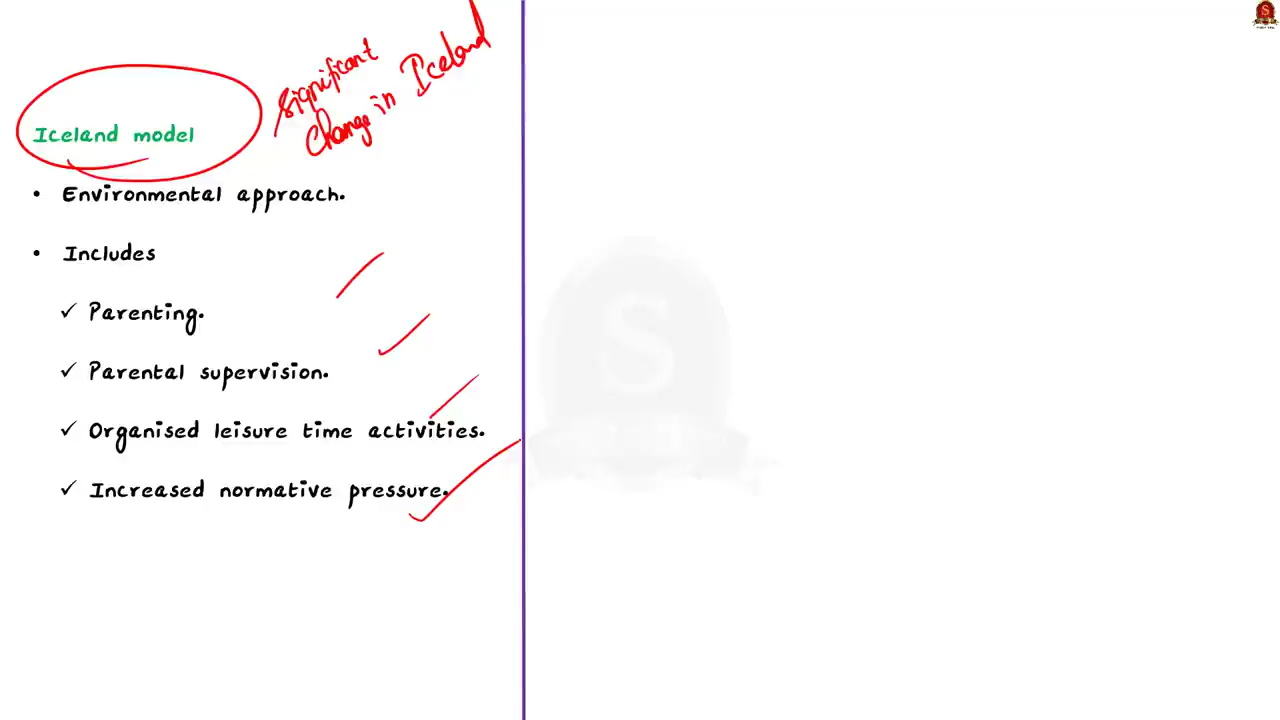 Significant
Change in Iceland
Iceland model
• Environmental approach.
• Includes
✓ Parenting.
✓ Parental supervision.
✓ Organised leisure time activities.
✓ Increased normative pressure.
S
S